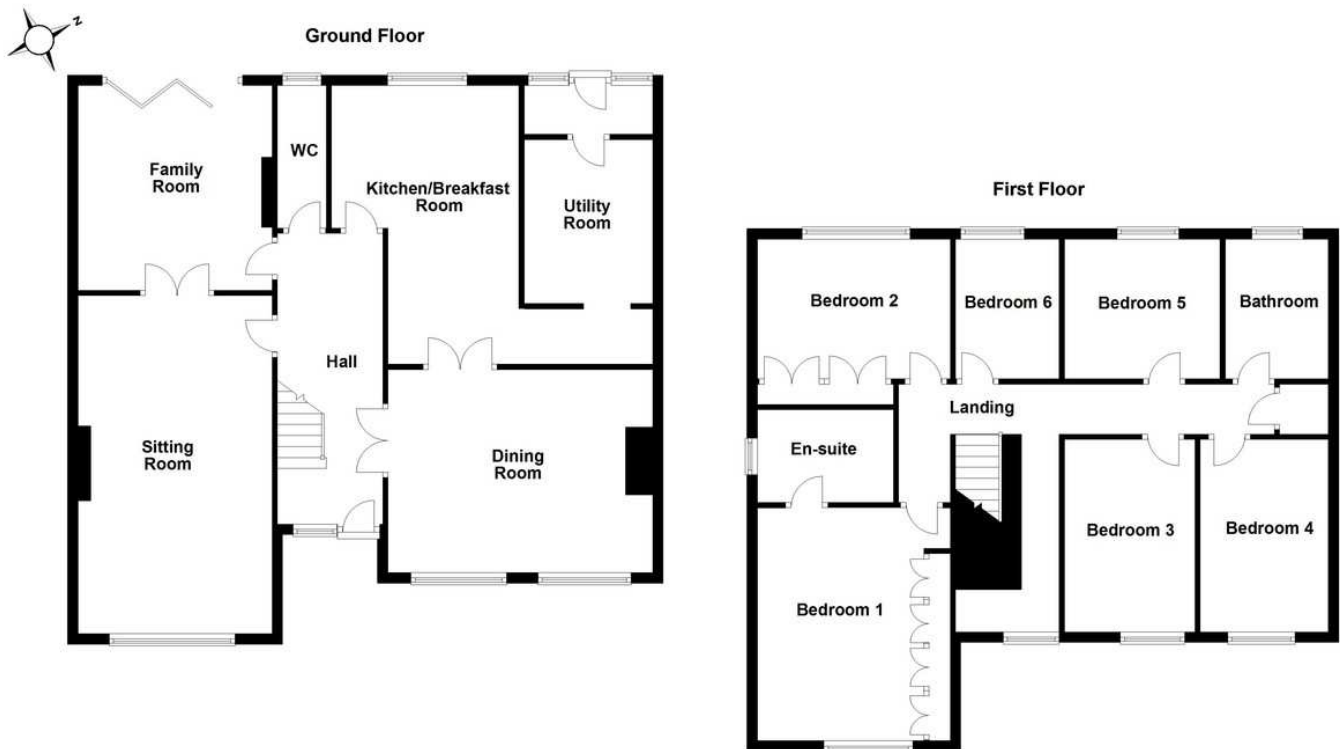 Z
Ground Floor
Family
Room
WC
Kitchen/Breakfast
Room
Utility
Room
Hall
Sitting
Room
Dining
Room
First Floor
Bedroom 2
Bedroom 6
Bedroom 5
Bathroom
Landing
En-suite
Bedroom 3
Bedroom 4
Bedroom 1